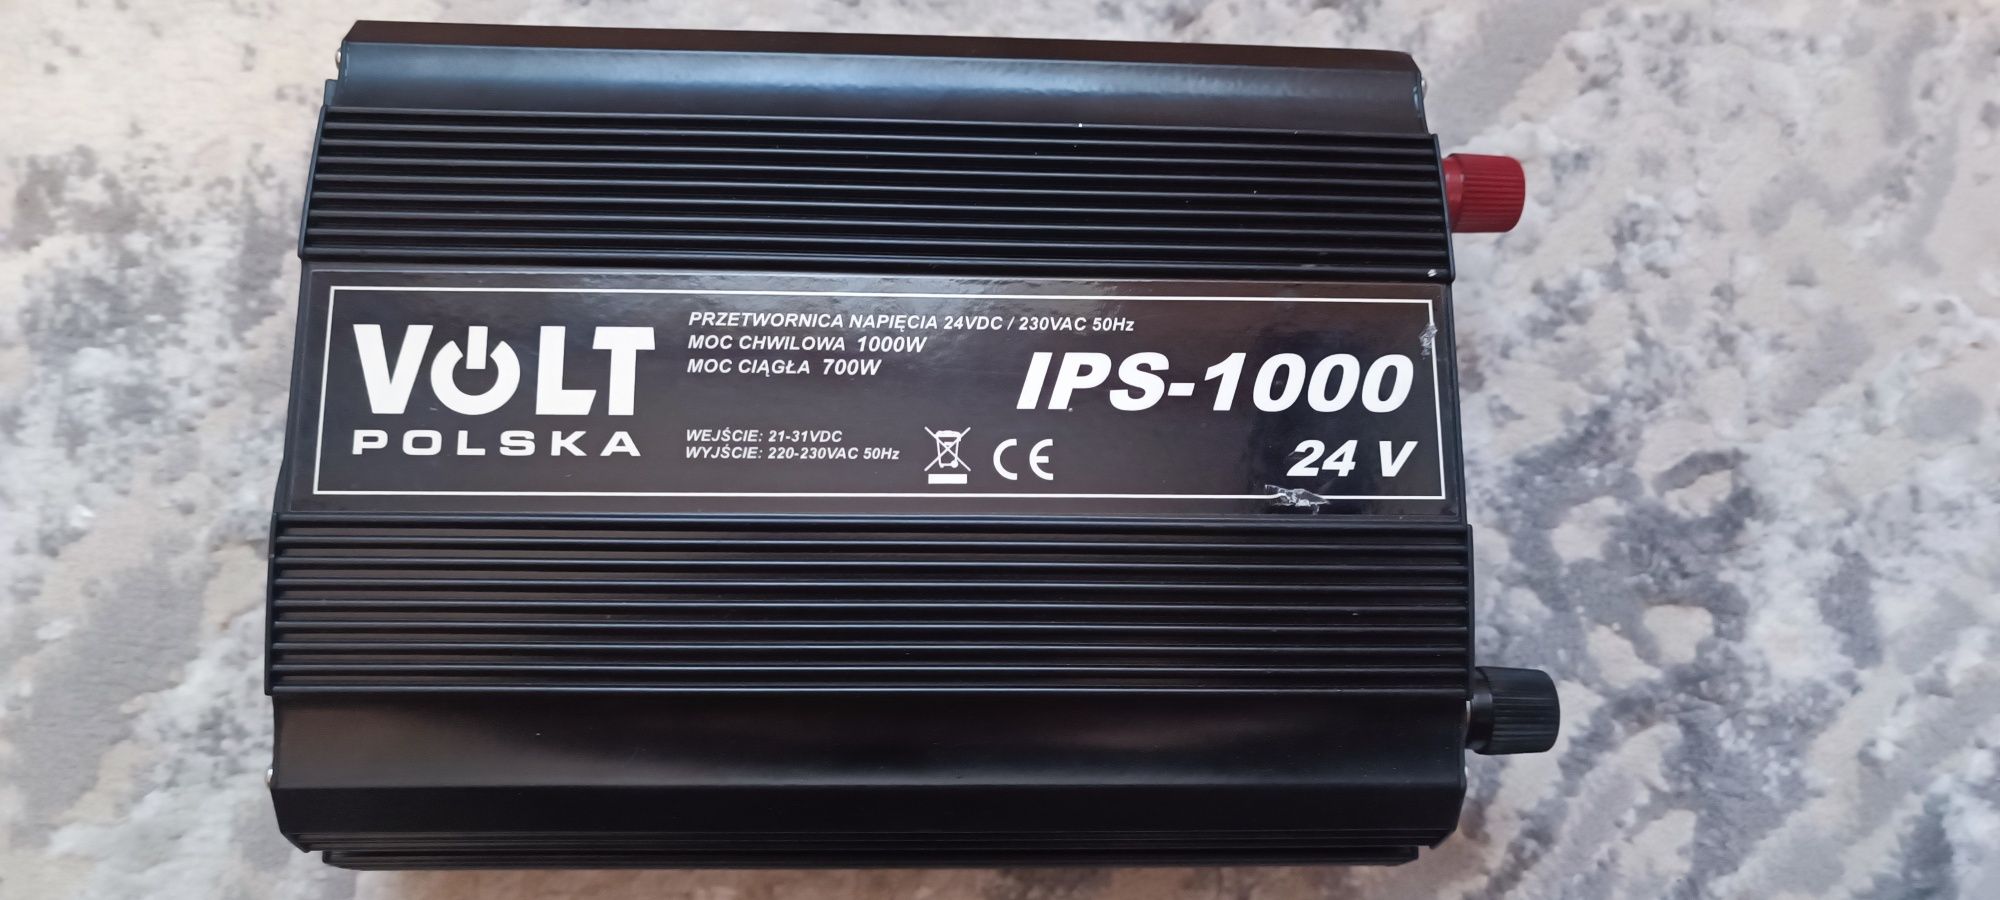 VOLT
POLSKA
PRZETWORNICA NAPIĘCIA 24VDC / 230VAC 50Hz
MOC CHWILOWA 1000W
MOC CIĄGŁA 700W
WEJŚCIE: 21-31VDC
WYJŚCIE: 220-230VAC 50Hz
CE
IPS-1000
24 V